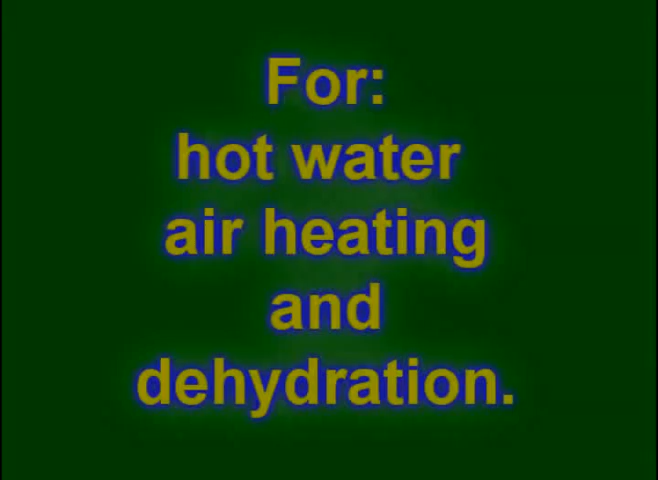 For:
hot water
air heating
and
dehydration.